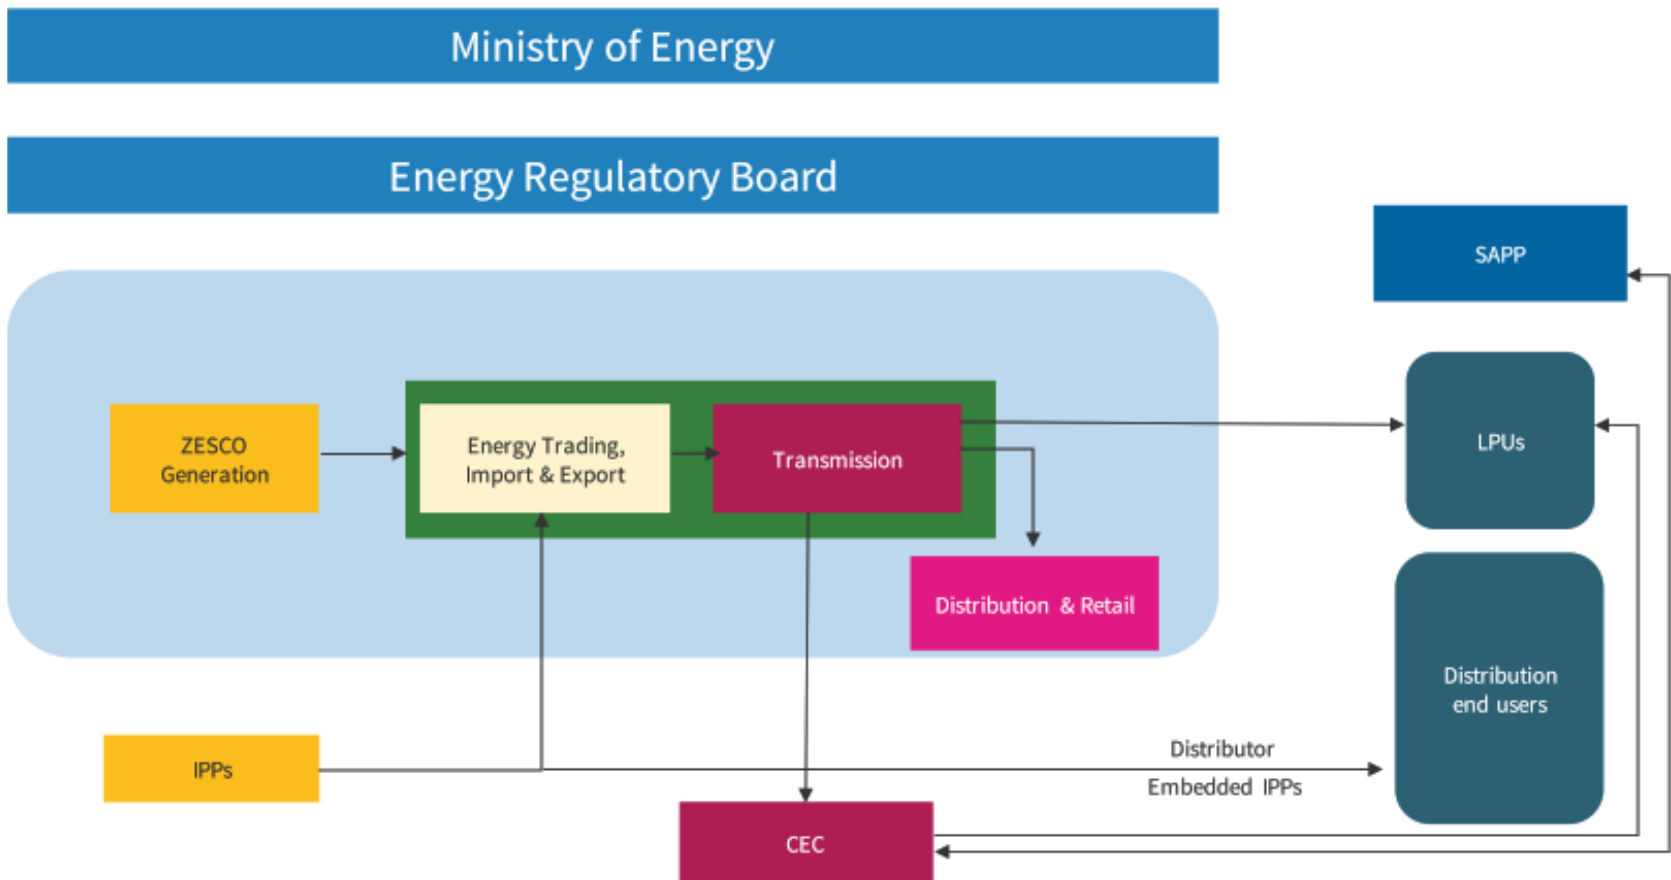 Ministry of Energy
Energy Regulatory Board
SAPP
ZESCO
Generation
Energy Trading,
Import & Export
Transmission
LPUs
Distribution & Retail
Distribution
end users
IPPs
Distributor
Embedded IPPs
CEC